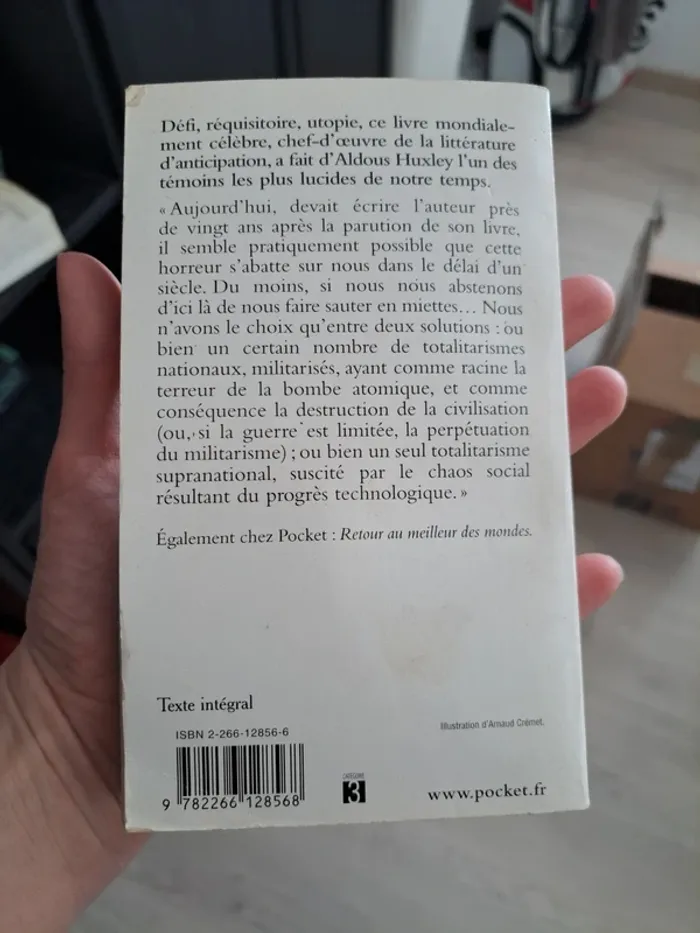 Défi, réquisitoire, utopie, ce livre mondiale-
ment célèbre, chef-d'œuvre de la littérature
d'anticipation, a fait d'Aldous Huxley l'un des
témoins les plus lucides de notre temps.
« Aujourd'hui, devait écrire l'auteur près
de vingt ans après la parution de son livre,
il semble pratiquement possible que cette
horreur s'abatte sur nous dans le délai d'un
siècle. Du moins, si nous nous abstenons
d'ici là de nous faire sauter en miettes... Nous
n'avons le choix qu'entre deux solutions : ou
bien un certain nombre de totalitarismes
nationaux, militarisés, ayant comme racine la
terreur de la bombe atomique, et comme
conséquence la destruction de la civilisation
(ou, si la guerre est limitée, la perpétuation
du militarisme) ; ou bien un seul totalitarisme
supranational, suscité par le chaos social
résultant du progrès technologique. »
Également chez Pocket : Retour au meilleur des mondes.
Texte intégral
Illustration d'Arnaud Crémet.
ISBN 2-266-12856-6
9 782266 128568
CATÉGORIE
3
www.pocket.fr